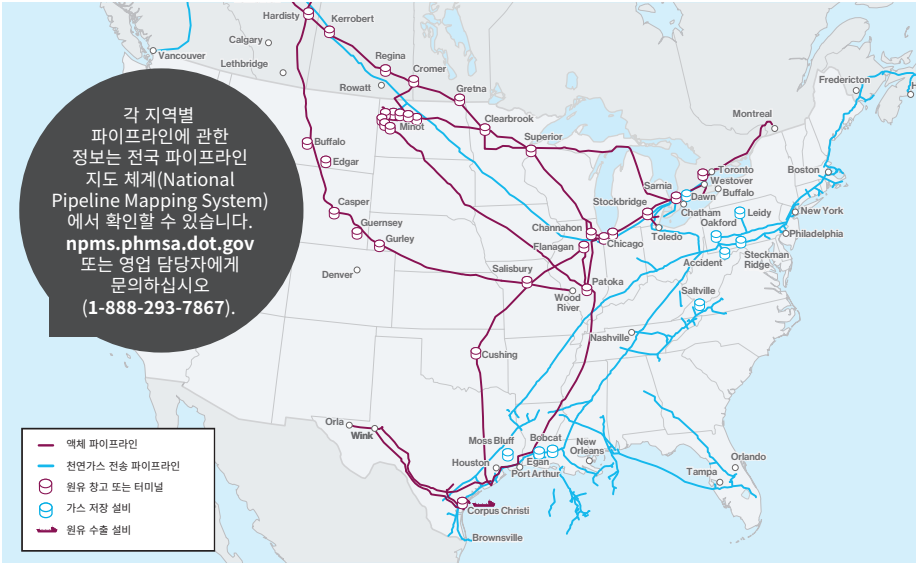 각 지역별
파이프라인에 관한
정보는 전국 파이프라인
지도 체계(National
Pipeline Mapping System)
에서 확인할 수 있습니다.
npms.phmsa.dot.gov
또는 영업 담당자에게
문의하십시오
(1-888-293-7867).
Hardisty
Kerrobert
Calgary
Vancouver
Lethbridge
Regina
Cromer
Rowatt
Gretna
Minot
Clearbrook
Superior
Fredericton
H
Montreal
Buffalo
Edgar
Toronto
Westover
Buffalo
Boston
Sarnia
Dawn
Casper
Stockbridge
Chatham
Leidy
New York
Guernsey
Oakford
Gurley
Channahon
Toledo
Philadelphia
Flanagan
Chicago
Accident
Steckman
Ridge
Denver
Salisbury
Patoka
Wood
River
Saltville
Nashville
Cushing
Orla
Wink
Moss Bluff
Bobcat
New
Orleans
Houston
Egan
Port Arthur
Orlando
Tampa
Corpus Christi
Brownsville
액체 파이프라인
천연가스 전송 파이프라인
원유 창고 또는 터미널
가스 저장 설비
원유 수출 설비